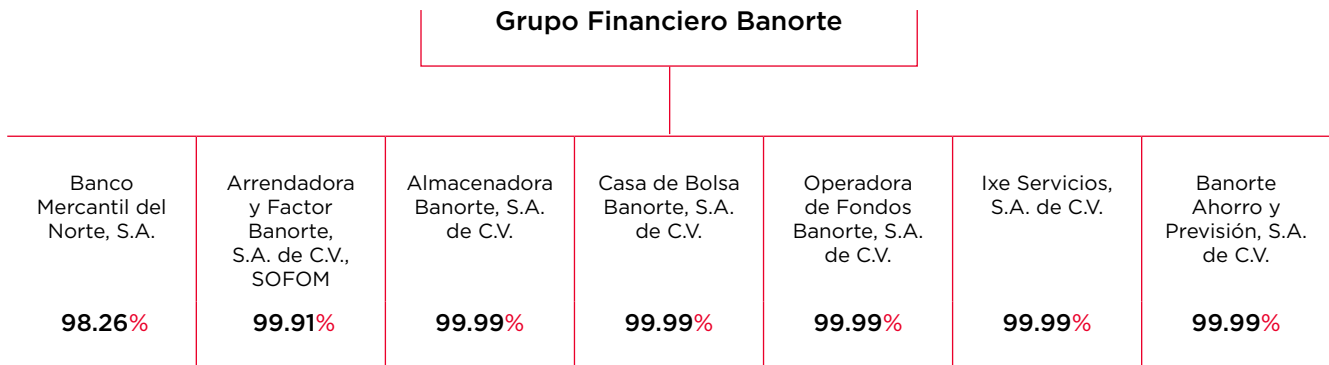 Grupo Financiero Banorte
Banco
Mercantil del
Norte, S.A.
98.26%
Arrendadora
y Factor
Banorte,
S.A. de C.V.,
SOFOM
99.91%
Almacenadora
Banorte, S.A.
de C.V.
99.99%
Casa de Bolsa
Banorte, S.A.
de C.V.
99.99%
Operadora
de Fondos
Banorte, S.A.
de C.V.
99.99%
Ixe Servicios,
S.A. de C.V.
99.99%
Banorte
Ahorro y
Previsión, S.A.
de C.V.
99.99%